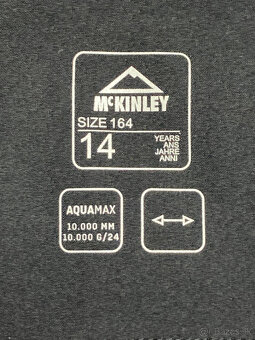 McKINLEY
SIZE 164
14
YEARS
ANS
JAHRE
ANNI
AQUAMAX
10.000 MM
10.000 G/24